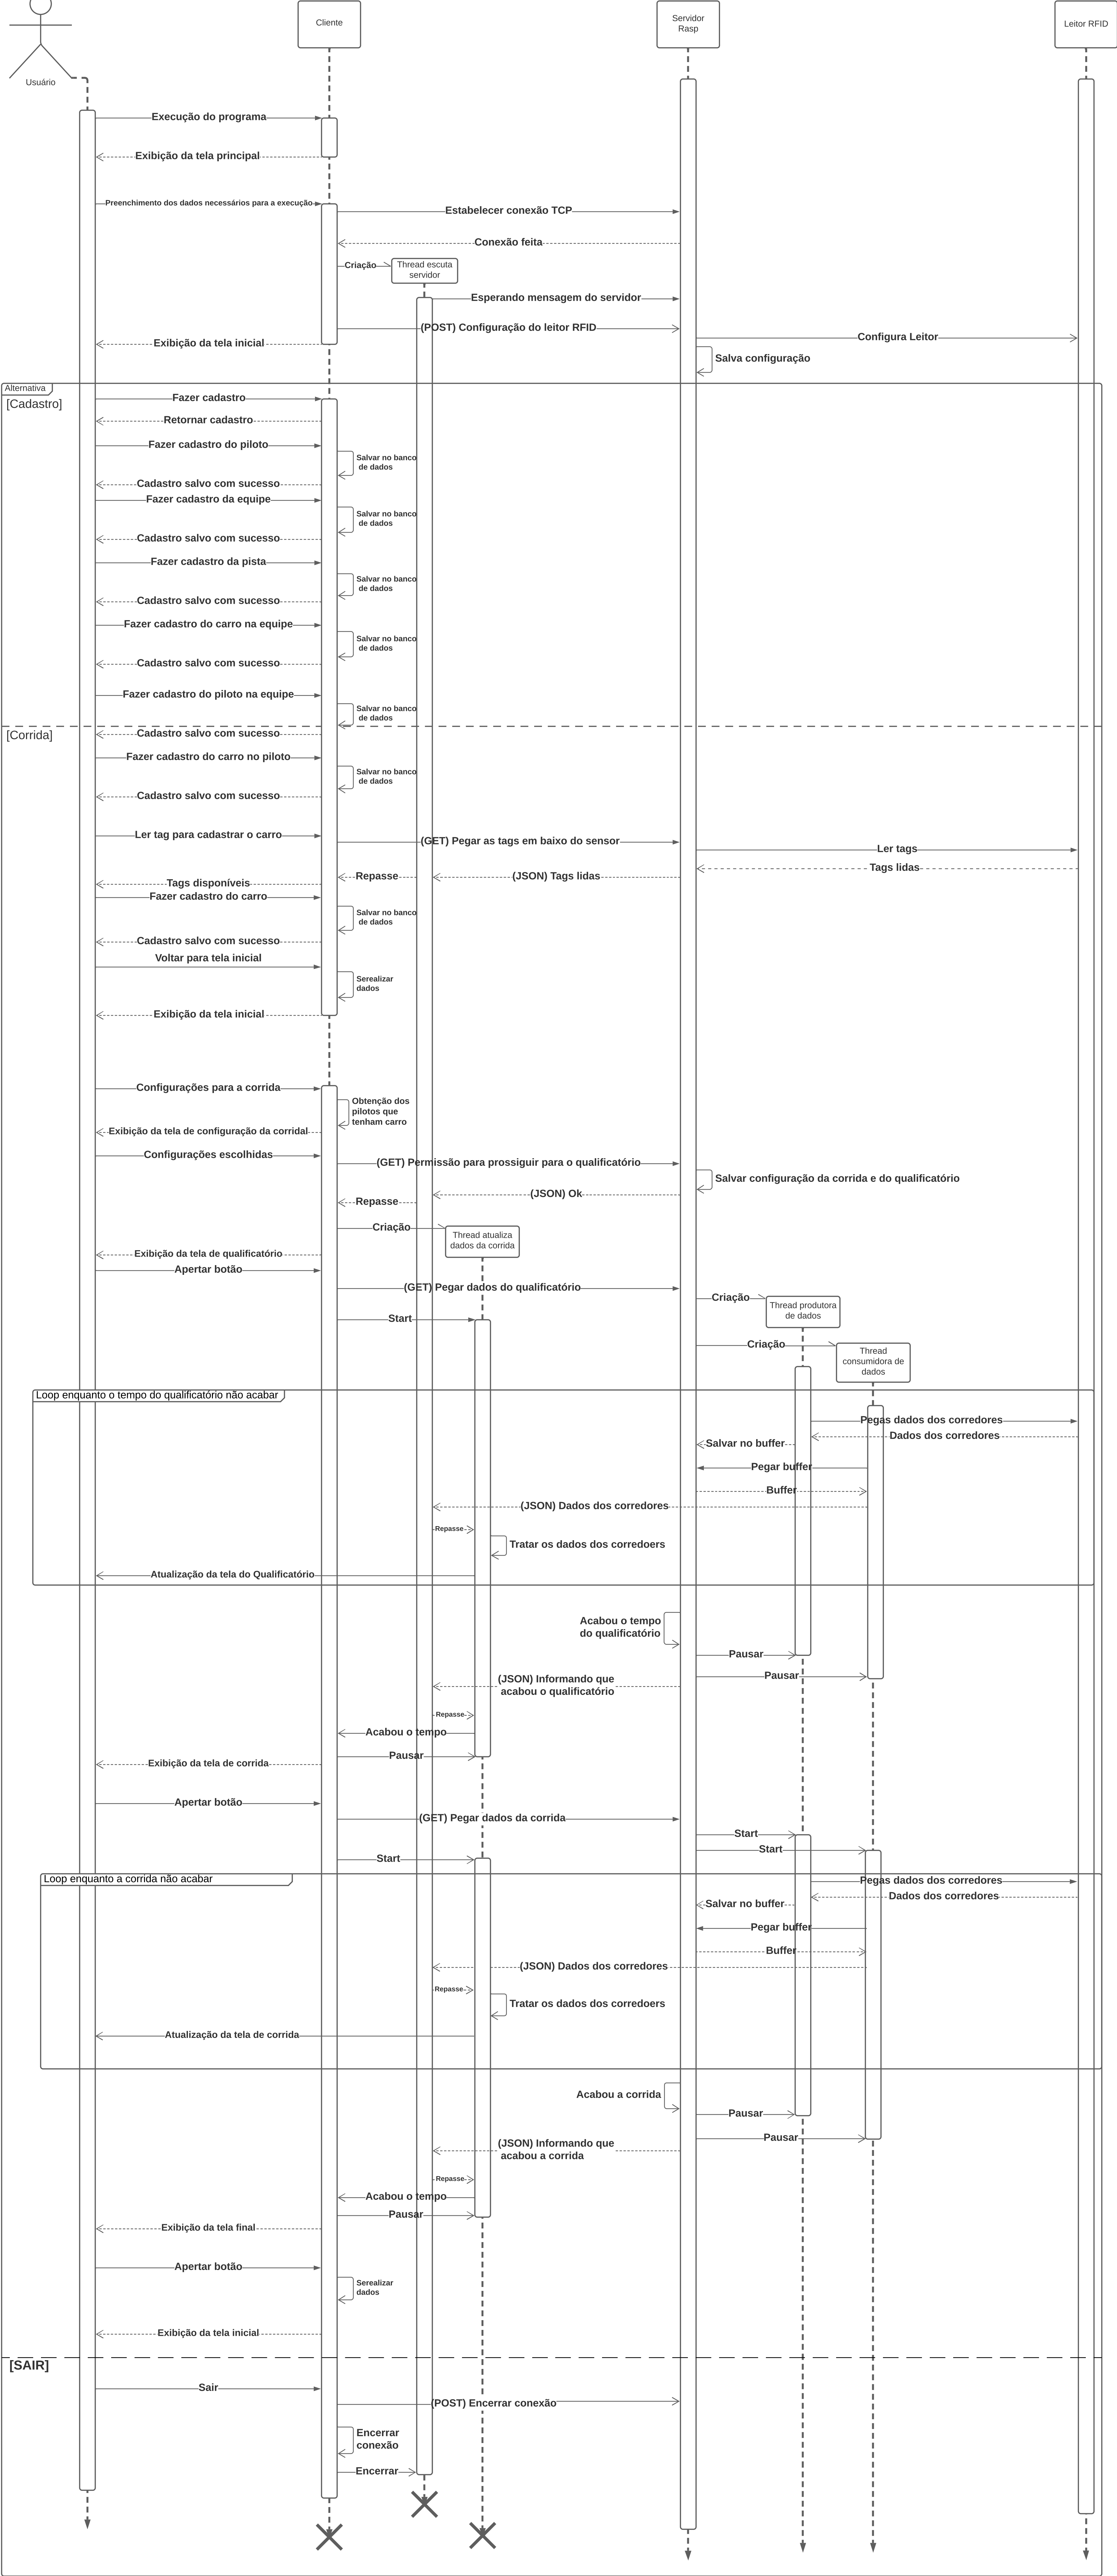 Usuário
Cliente
Servidor
Rasp
Leitor RFID
Execução do programa
Exibição da tela principal
Preenchimento dos dados necessários para a execução
Estabelecer conexão TCP
Conexão feita
Criação
Thread escuta
servidor
Esperando mensagem do servidor
(POST) Configuração do leitor RFID
Configura Leitor
Exibição da tela inicial
Salva configuração
Alternativa
[Cadastro]
Fazer cadastro
Retornar cadastro
Fazer cadastro do piloto
Salvar no banco
de dados
Cadastro salvo com sucesso
Fazer cadastro da equipe
Salvar no banco
de dados
Cadastro salvo com sucesso
Fazer cadastro da pista
Salvar no banco
de dados
Cadastro salvo com sucesso
Fazer cadastro do carro na equipe
Salvar no banco
de dados
Cadastro salvo com sucesso
Fazer cadastro do piloto na equipe
Salvar no banco
de dados
[Corrida]
Cadastro salvo com sucesso
Fazer cadastro do carro no piloto
Salvar no banco
de dados
Cadastro salvo com sucesso
Ler tag para cadastrar o carro
(GET) Pegar as tags em baixo do sensor
Ler tags
Tags lidas
(JSON) Tags lidas
Repasse
Tags disponíveis
Fazer cadastro do carro
Salvar no banco
de dados
Cadastro salvo com sucesso
Voltar para tela inicial
Serealizar
dados
Exibição da tela inicial
Configurações para a corrida
Obtenção dos
pilotos que
tenham carro
Exibição da tela de configuração da corridal
Configurações escolhidas
(GET) Permissão para prossiguir para o qualificatório
Salvar configuração da corrida e do qualificatório
(JSON) Ok
Repasse
Criação
Thread atualiza
dados da corrida
Exibição da tela de qualificatório
Apertar botão
(GET) Pegar dados do qualificatório
Criação
Thread produtora
de dados
Start
Criação
Thread
consumidora de
dados
Loop enquanto o tempo do qualificatório não acabar
Pegas dados dos corredores
Dados dos corredores
Salvar no buffer
Pegar buffer
Buffer
(JSON) Dados dos corredores
Repasse
Tratar os dados dos corredoers
Atualização da tela do Qualificatório
Acabou o tempo
do qualificatório
Pausar
Pausar
(JSON) Informando que
acabou o qualificatório
Repasse
Acabou o tempo
Pausar
Exibição da tela de corrida
Apertar botão
(GET) Pegar dados da corrida
Start
Start
Start
Loop enquanto a corrida não acabar
Pegas dados dos corredores
Dados dos corredores
Salvar no buffer
Pegar buffer
Buffer
(JSON) Dados dos corredores
Repasse
Tratar os dados dos corredoers
Atualização da tela de corrida
Acabou a corrida
Pausar
Pausar
(JSON) Informando que
acabou a corrida
Repasse
Acabou o tempo
Pausar
Exibição da tela final
Apertar botão
Serealizar
dados
Exibição da tela inicial
[SAIR]
Sair
(POST) Encerrar conexão
Encerrar
conexão
Encerrar